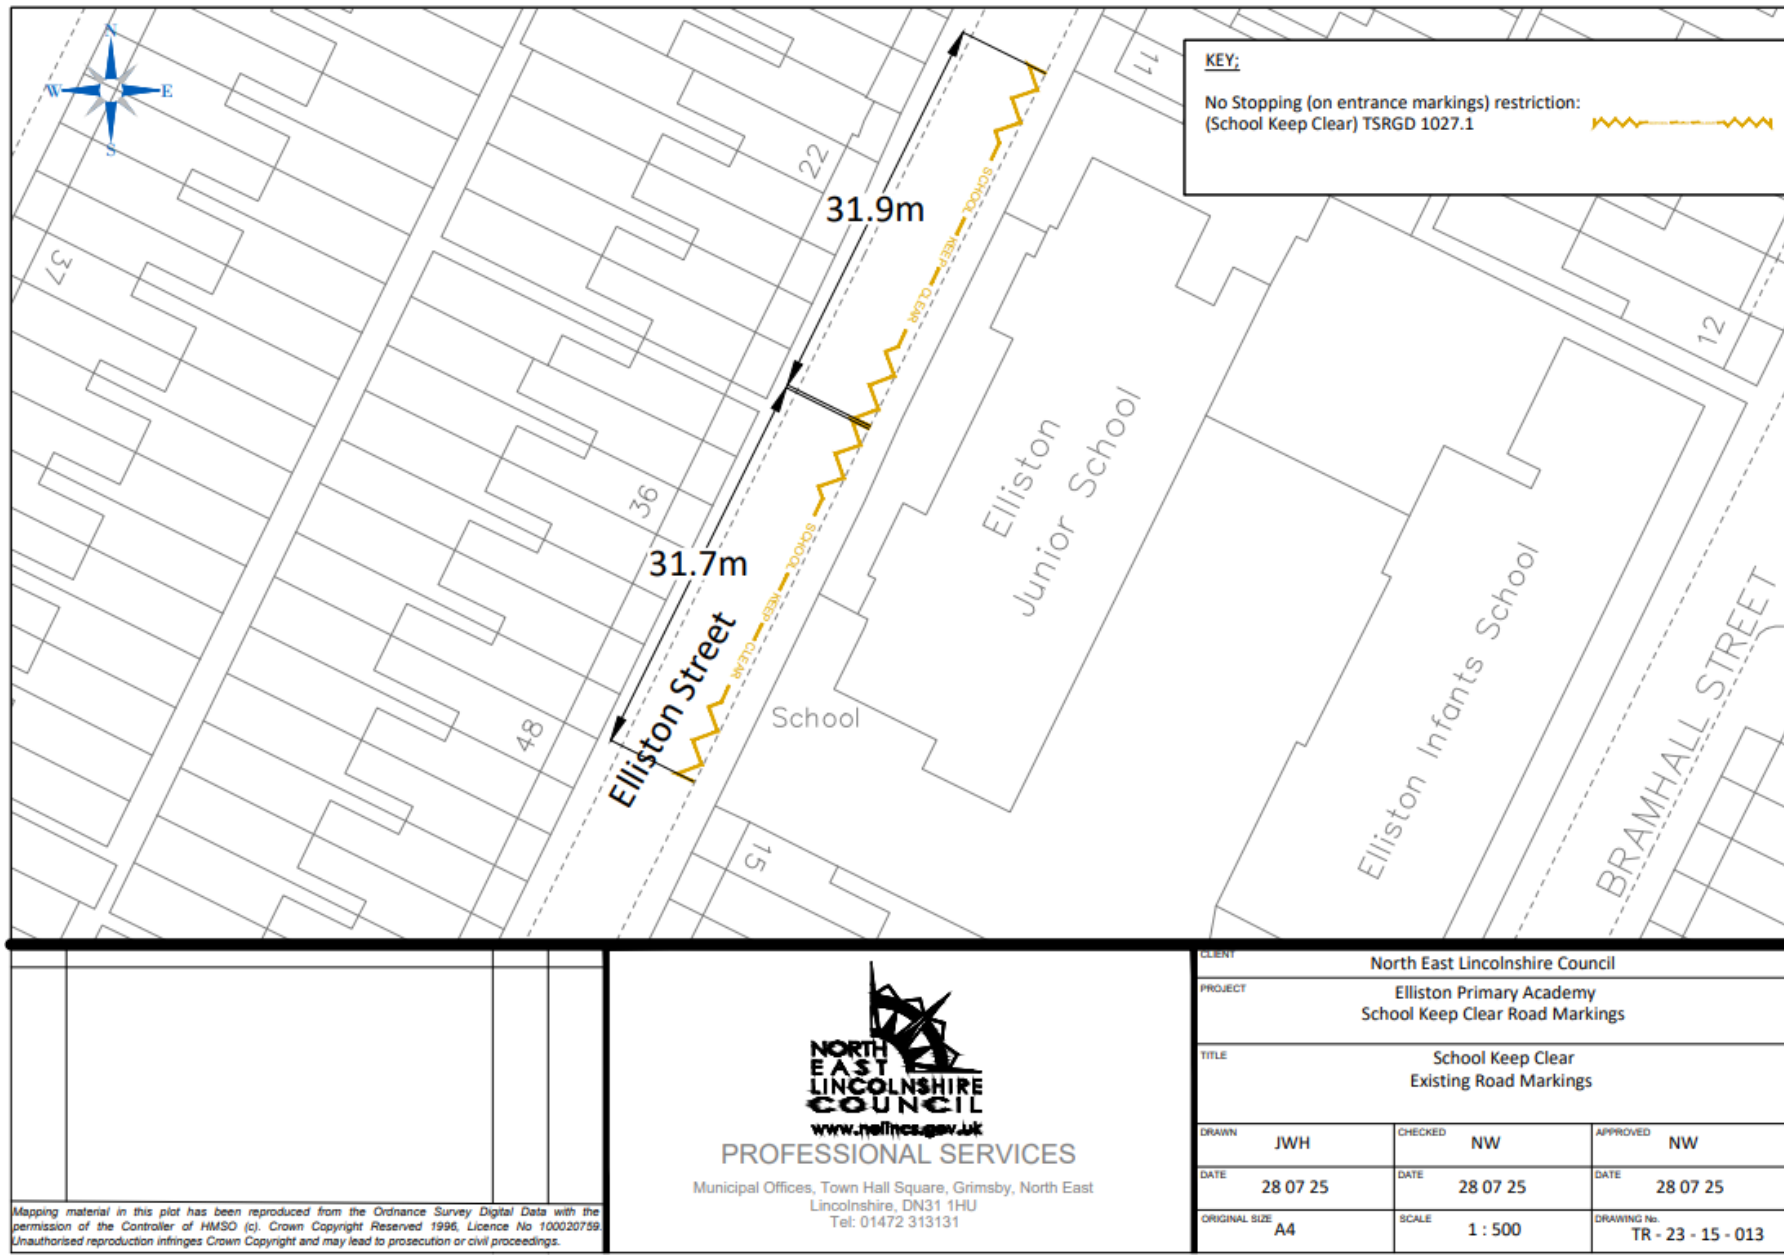 N
W
E
S
KEY;
No Stopping (on entrance markings) restriction:
(School Keep Clear) TSRGD 1027.1
11
22
31.9m
SCHOOL
KEEP
CLEAR
37
12
Elliston
Junior School
36
31.7m
SCHOOL
KEEP
CLEAR
Elliston Street
School
48
15
Elliston Infants School
BRAMHALL STREET
Mapping material in this plot has been reproduced from the Ordnance Survey Digital Data with the
permission of the Controller of HMSO (c). Crown Copyright Reserved 1996, Licence No 100020759.
Unauthorised reproduction infringes Crown Copyright and may lead to prosecution or civil proceedings.
NORTH
EAST
LINCOLNSHIRE
COUNCIL
www.nelincs.gov.uk
PROFESSIONAL SERVICES
Municipal Offices, Town Hall Square, Grimsby, North East
Lincolnshire, DN31 1HU
Tel: 01472 313131
CLIENT
North East Lincolnshire Council
PROJECT
Elliston Primary Academy
School Keep Clear Road Markings
TITLE
School Keep Clear
Existing Road Markings
DRAWN JWH CHECKED NW APPROVED NW
DATE 28 07 25 DATE 28 07 25 DATE 28 07 25
ORIGINAL SIZE A4 SCALE 1 : 500 DRAWING No. TR - 23 - 15 - 013